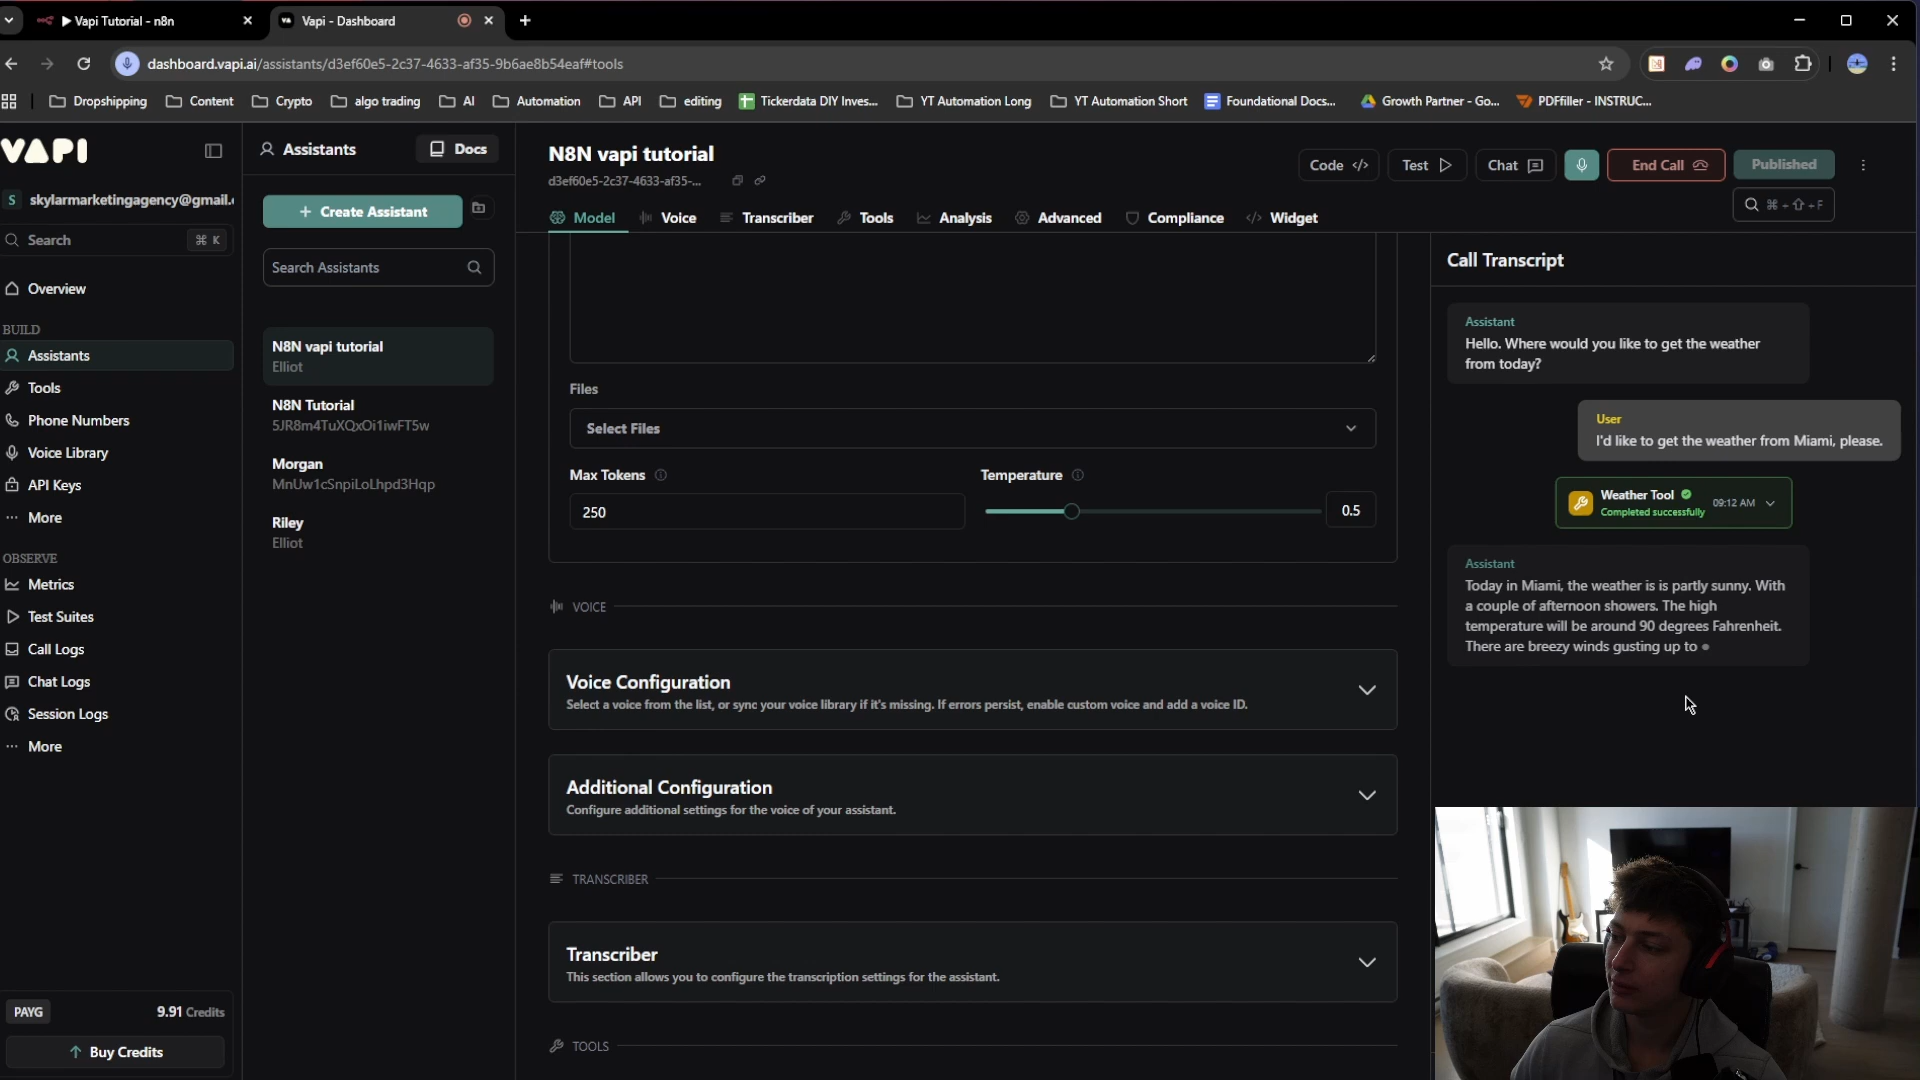 ▶ Vapi Tutorial - n8n
Vapi - Dashboard
dashboard.vapi.ai/assistants/d3ef60e5-2c37-4633-af35-9b6ae8b54eaf#tools
Dropshipping
Content
Crypto
algo trading
AI
Automation
API
editing
Tickerdata DIY Inves...
YT Automation Long
YT Automation Short
Foundational Docs...
Growth Partner - Go...
PDFfiller - INSTRUC...
VAPI
S skylarmarketingagency@gmail.
Search ⌘ K
Overview
BUILD
Assistants
Tools
Phone Numbers
Voice Library
API Keys
More
OBSERVE
Metrics
Test Suites
Call Logs
Chat Logs
Session Logs
More
PAYG 9.91 Credits
Buy Credits
Assistants
Docs
+ Create Assistant
Search Assistants
N8N vapi tutorial
Elliot
N8N Tutorial
5JR8m4TuXQxOi1iwFT5w
Morgan
MnUw1cSnpiLoLhpd3Hqp
Riley
Elliot
N8N vapi tutorial
d3ef60e5-2c37-4633-af35-...
Code </>
Test
Chat
End Call
Published
⌘ + ⇧ + F
Model
Voice
Transcriber
Tools
Analysis
Advanced
Compliance
</> Widget
Files
Select Files
Max Tokens
250
Temperature
0.5
VOICE
Voice Configuration
Select a voice from the list, or sync your voice library if it's missing. If errors persist, enable custom voice and add a voice ID.
Additional Configuration
Configure additional settings for the voice of your assistant.
TRANSCRIBER
Transcriber
This section allows you to configure the transcription settings for the assistant.
TOOLS
Call Transcript
Assistant
Hello. Where would you like to get the weather
from today?
User
I'd like to get the weather from Miami, please.
Weather Tool
Completed successfully
09:12 AM
Assistant
Today in Miami, the weather is is partly sunny. With
a couple of afternoon showers. The high
temperature will be around 90 degrees Fahrenheit.
There are breezy winds gusting up to